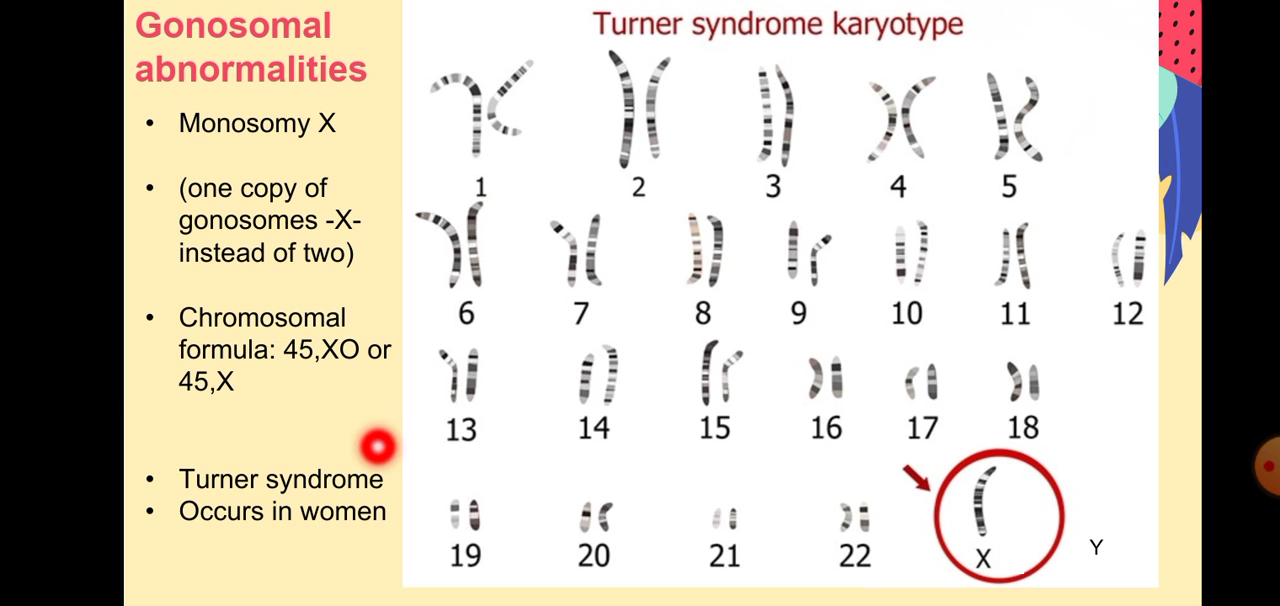 Gonosomal
abnormalities
• Monosomy X
• (one copy of
gonosomes -X-
instead of two)
• Chromosomal
formula: 45,XO or
45,X
• Turner syndrome
• Occurs in women
Turner syndrome karyotype
1 2 3 4 5
6 7 8 9 10 11 12
13 14 15 16 17 18
19 20 21 22 X Y